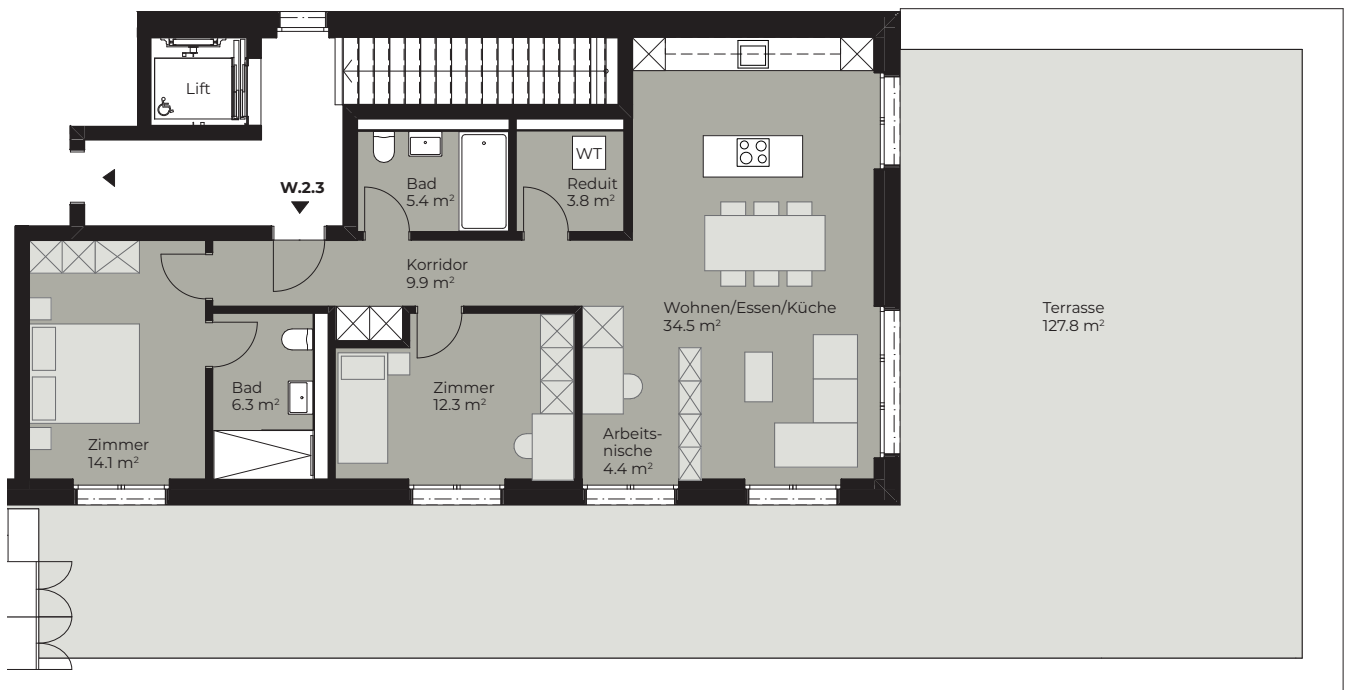 Lift
WT
W.2.3
Bad
5.4 m²
Reduit
3.8 m²
Korridor
9.9 m²
Wohnen/Essen/Küche
34.5 m²
Terrasse
127.8 m²
Bad
6.3 m²
Zimmer
12.3 m²
Zimmer
14.1 m²
Arbeits-
nische
4.4 m²